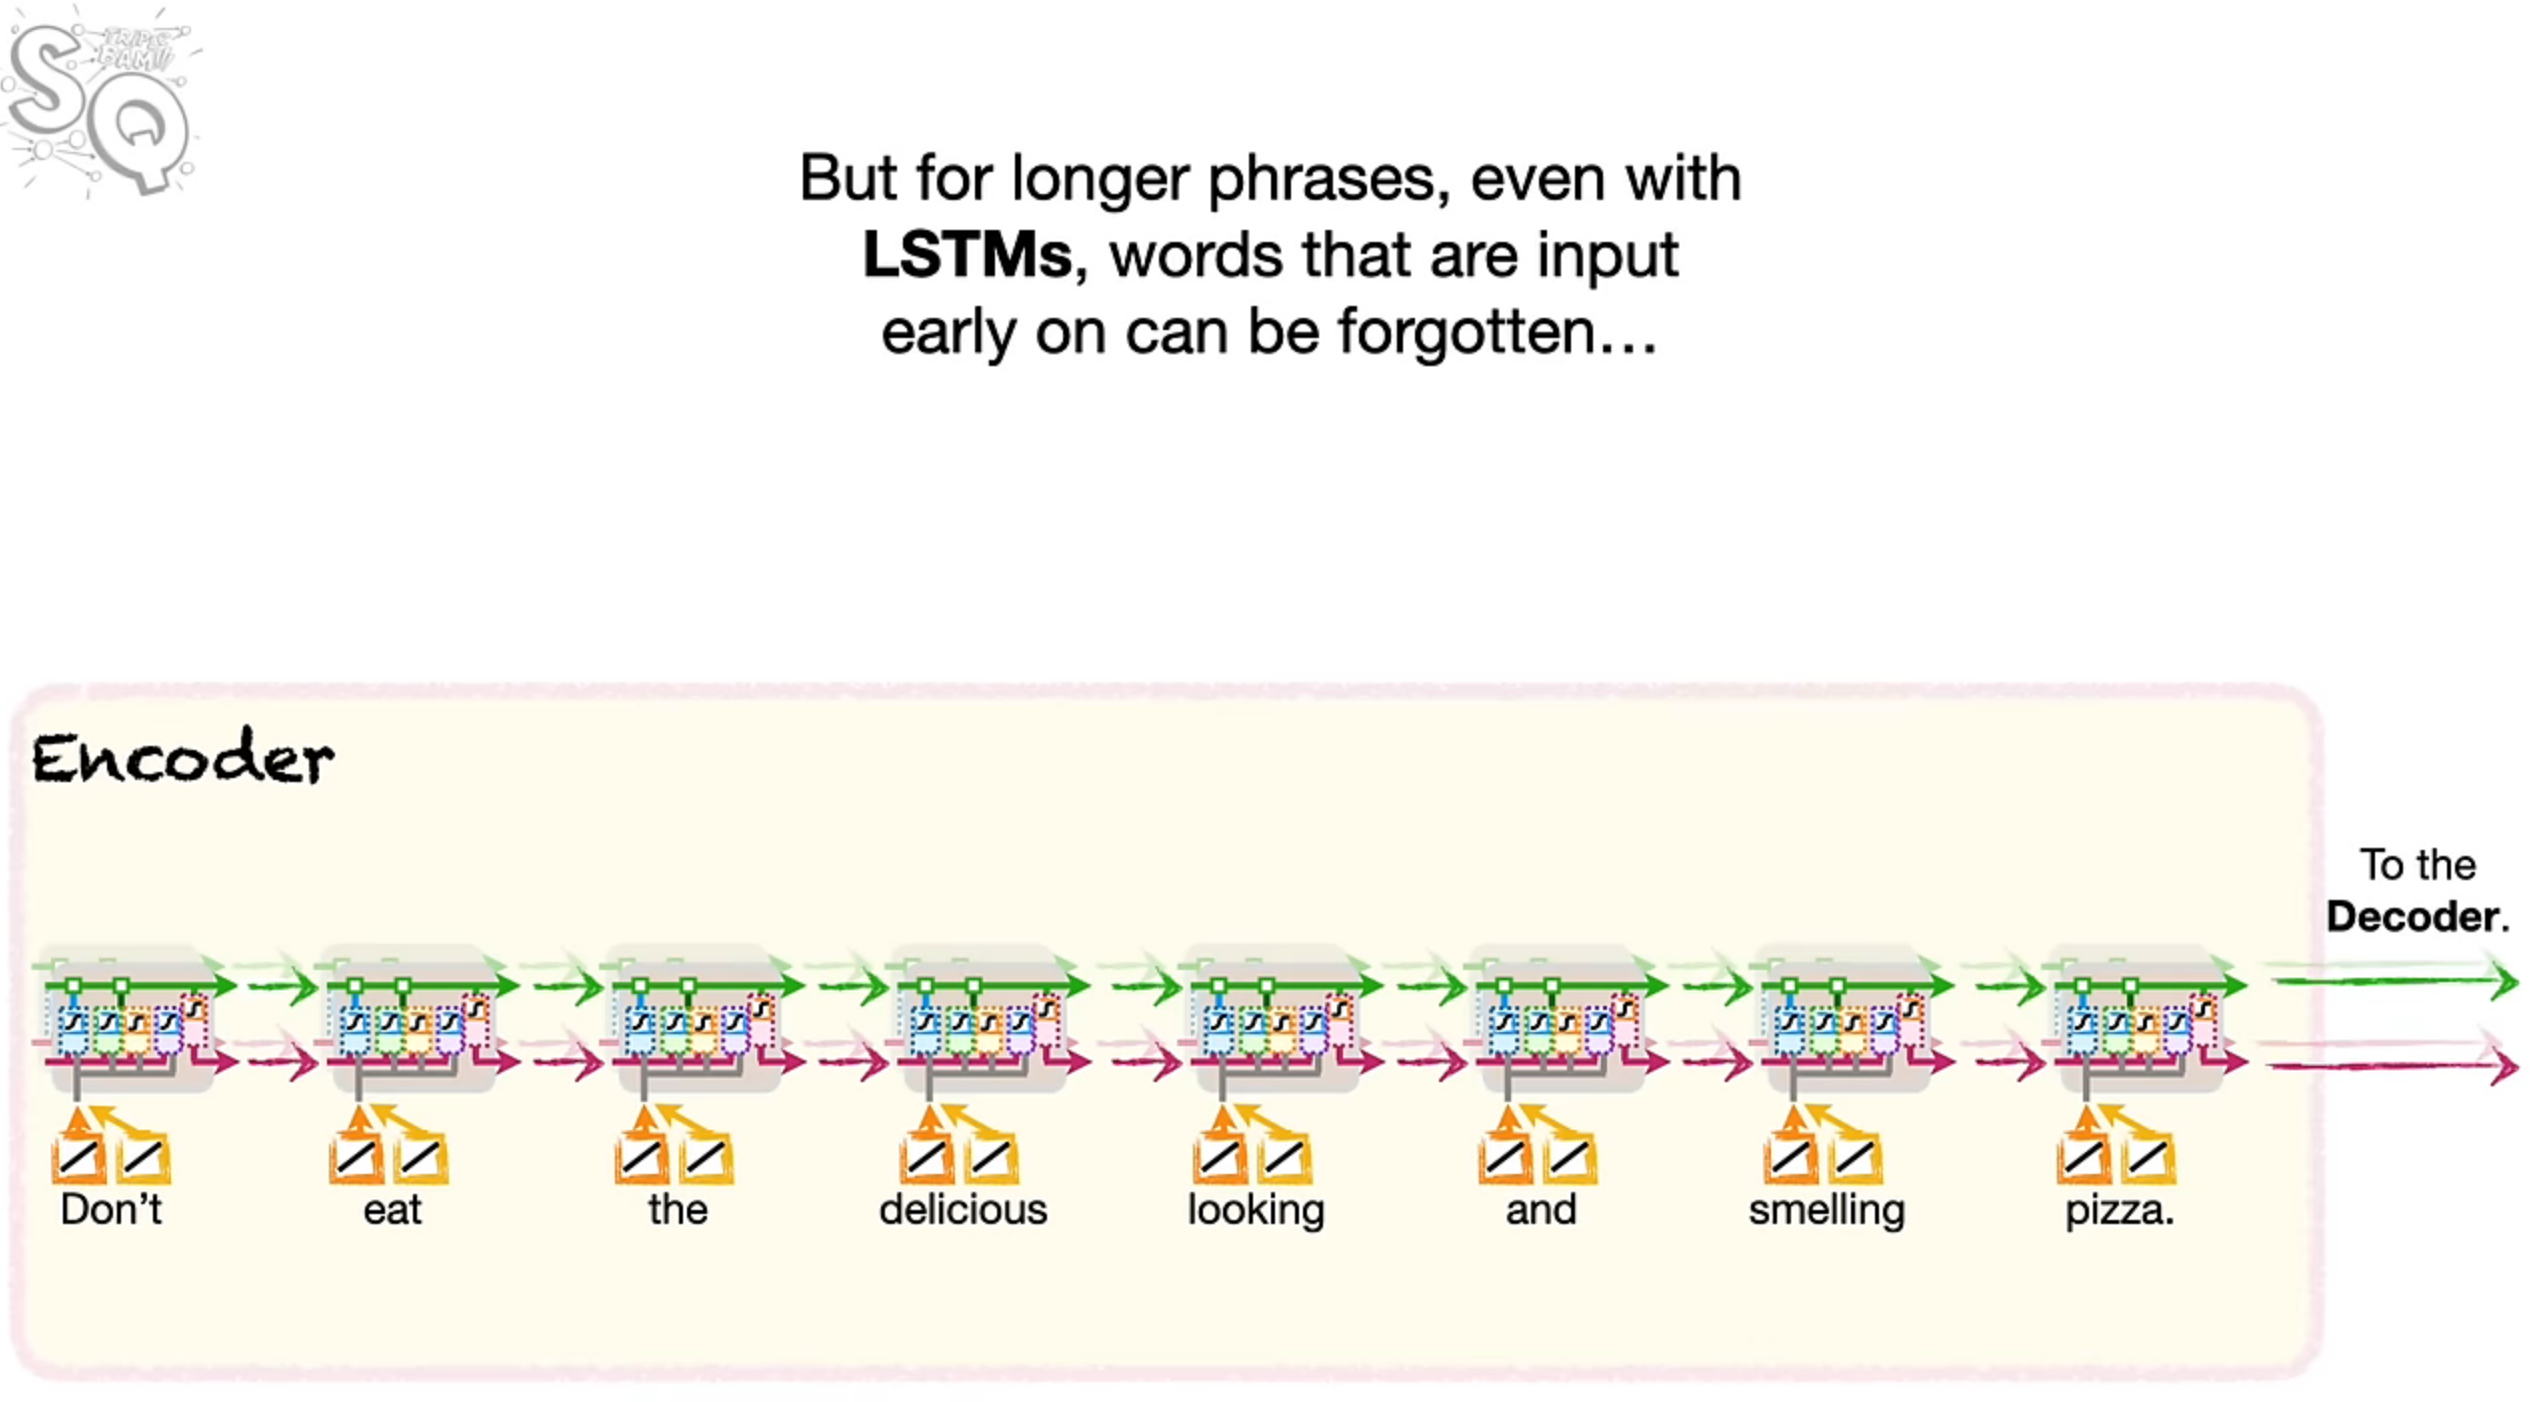 TRIPLE
BAM!!
SQ
But for longer phrases, even with
LSTMs, words that are input
early on can be forgotten…
Encoder
To the
Decoder.
Don’t eat the delicious looking and smelling pizza.